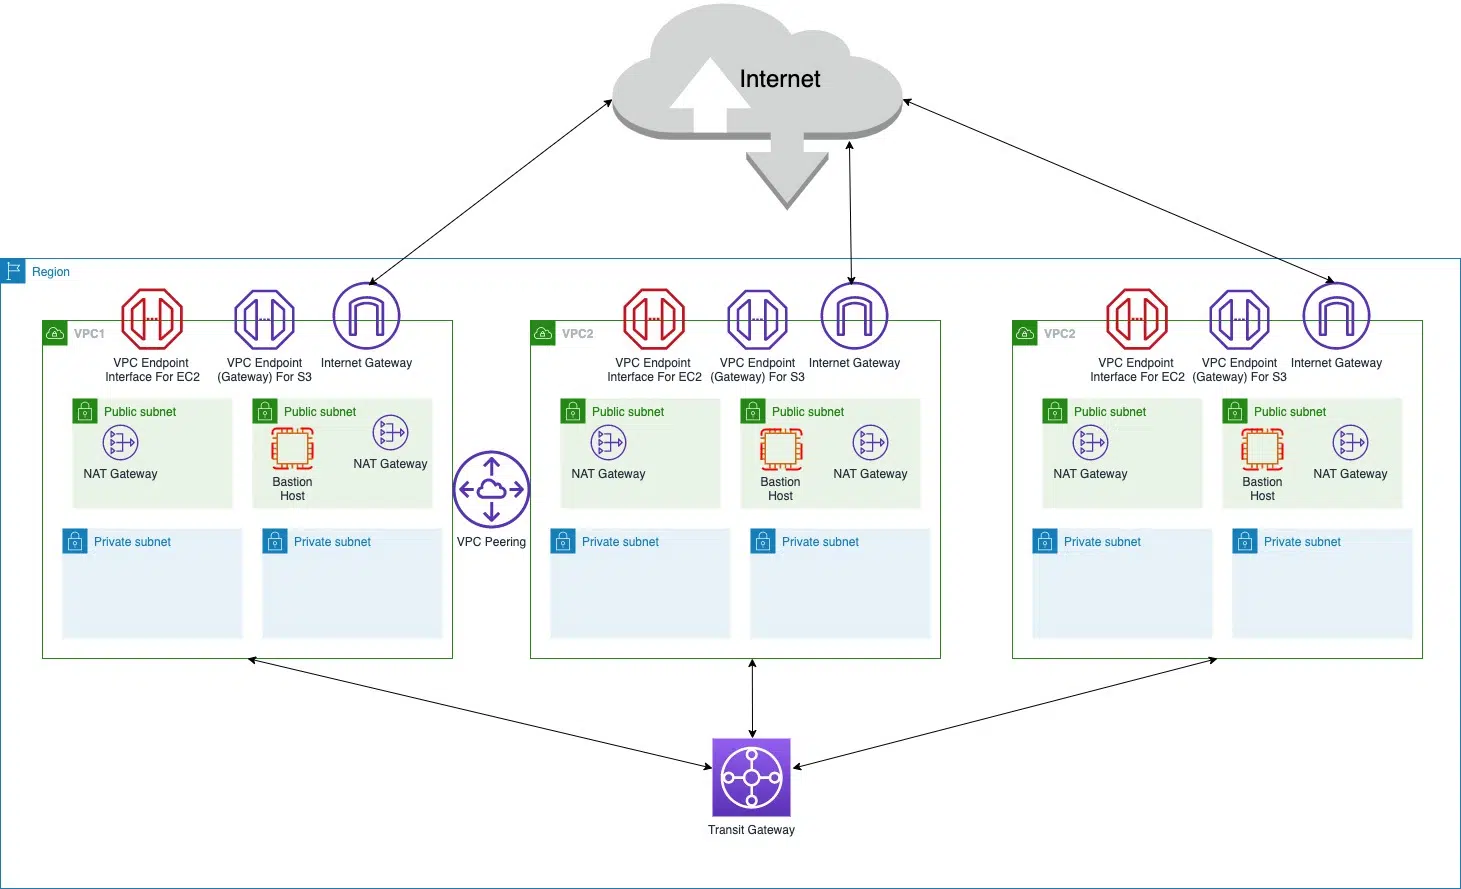 Internet
Region
VPC1
VPC Endpoint
Interface For EC2
VPC Endpoint
(Gateway) For S3
Internet Gateway
Public subnet
NAT Gateway
Public subnet
Bastion
Host
NAT Gateway
Private subnet
Private subnet
VPC Peering
VPC2
VPC Endpoint
Interface For EC2
VPC Endpoint
(Gateway) For S3
Internet Gateway
Public subnet
NAT Gateway
Public subnet
Bastion
Host
NAT Gateway
Private subnet
Private subnet
VPC2
VPC Endpoint
Interface For EC2
VPC Endpoint
(Gateway) For S3
Internet Gateway
Public subnet
NAT Gateway
Public subnet
Bastion
Host
NAT Gateway
Private subnet
Private subnet
Transit Gateway